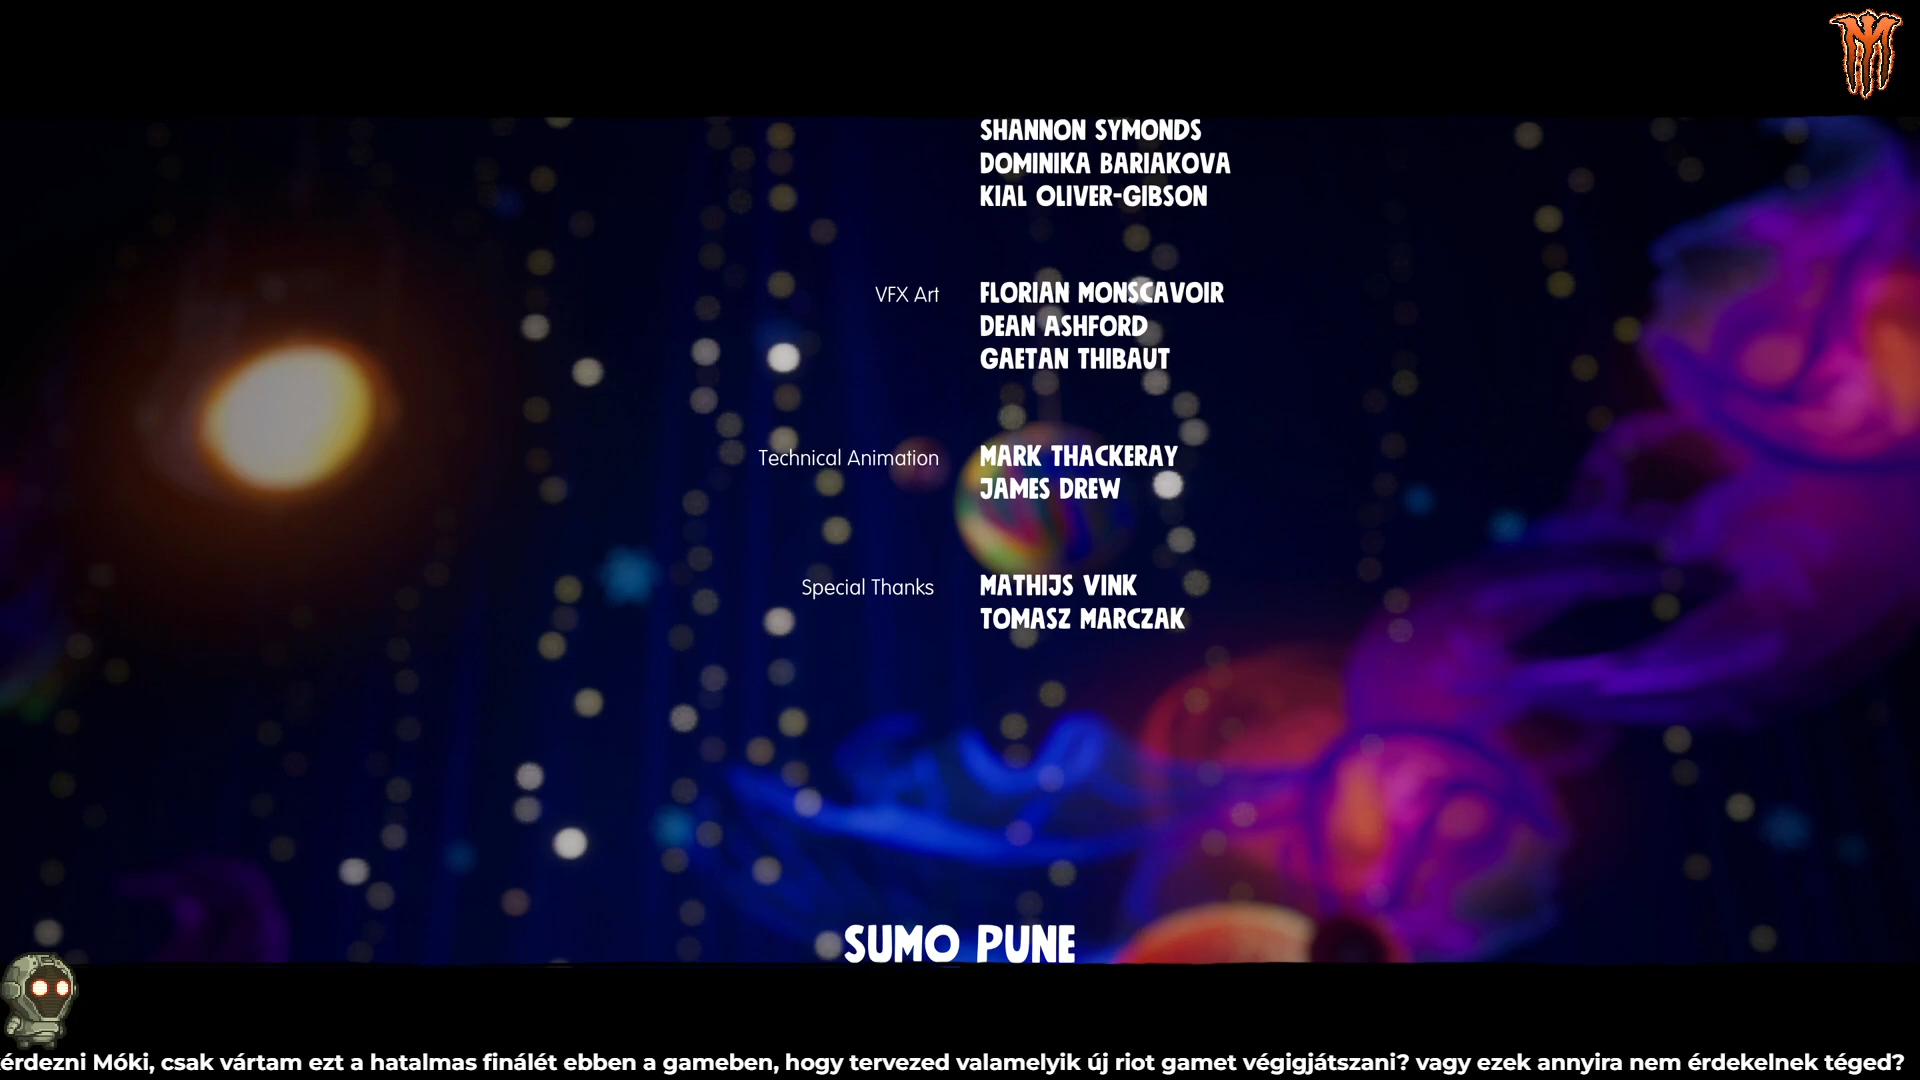 SHANNON SYMONDS
DOMINIKA BARIAKOVA
KIAL OLIVER-GIBSON
VFX Art FLORIAN MONSCAVOIR
DEAN ASHFORD
GAETAN THIBAUT
Technical Animation MARK THACKERAY
JAMES DREW
Special Thanks MATHIJS VINK
TOMASZ MARCZAK
SUMO PUNE
érdezni Móki, csak vártam ezt a hatalmas finálét ebben a gameben, hogy tervezed valamelyik új riot gamet végigjátszani? vagy ezek annyira nem érdekelnek téged?